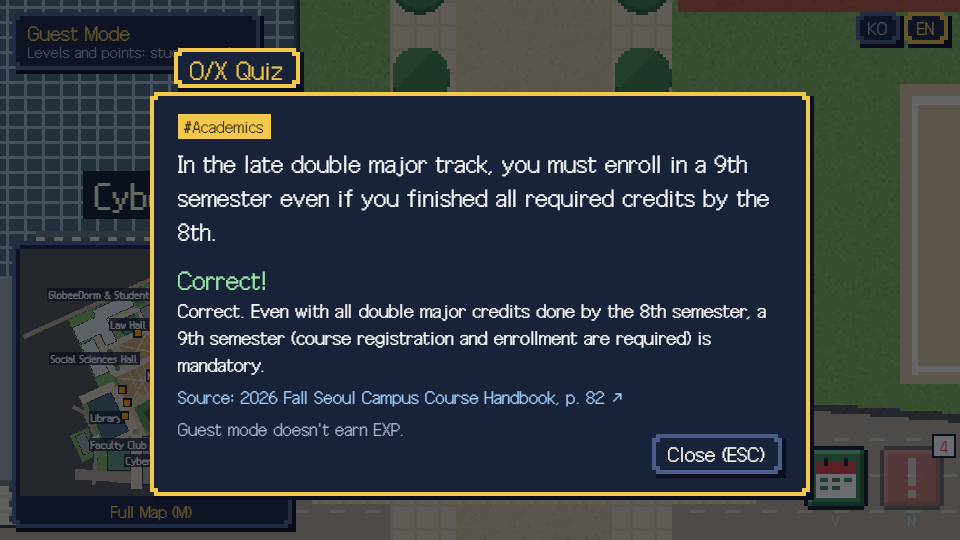 Guest Mode
Levels and points: stu
KO
EN
O/X Quiz
#Academics
In the late double major track, you must enroll in a 9th
semester even if you finished all required credits by the
8th.
Correct!
Correct. Even with all double major credits done by the 8th semester, a
9th semester (course registration and enrollment are required) is
mandatory.
Source: 2026 Fall Seoul Campus Course Handbook, p. 82 ↗
Guest mode doesn't earn EXP.
Close (ESC)
Cyb
GlobeeDorm & Student
Law Hall
Social Sciences Hall
Library
Faculty Club
Cyber
Full Map (M)
4
V
N